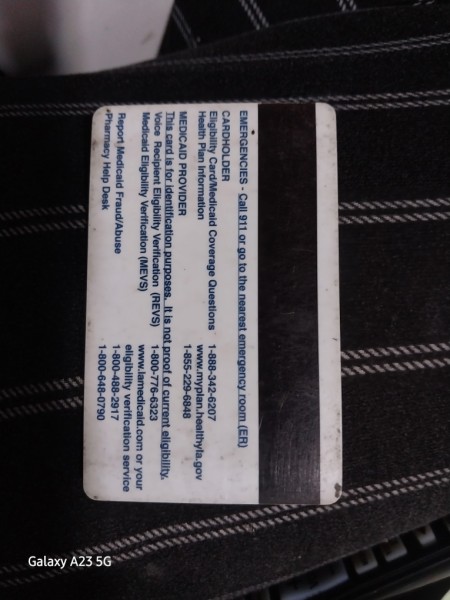 EMERGENCIES - Call 911 or go to the nearest emergency room (ER)
CARDHOLDER
Eligibility Card/Medicaid Coverage Questions 1-888-342-6207
Health Plan Information www.myplan.healthyla.gov
1-855-229-6848
MEDICAID PROVIDER
This card is for identification purposes. It is not proof of current eligibility.
Voice Recipient Eligibility Verification (REVS) 1-800-776-6323
Medicaid Eligibility Verification (MEVS) www.lamedicaid.com or your
eligibility verification service
Report Medicaid Fraud/Abuse 1-800-488-2917
Pharmacy Help Desk 1-800-648-0790
Galaxy A23 5G